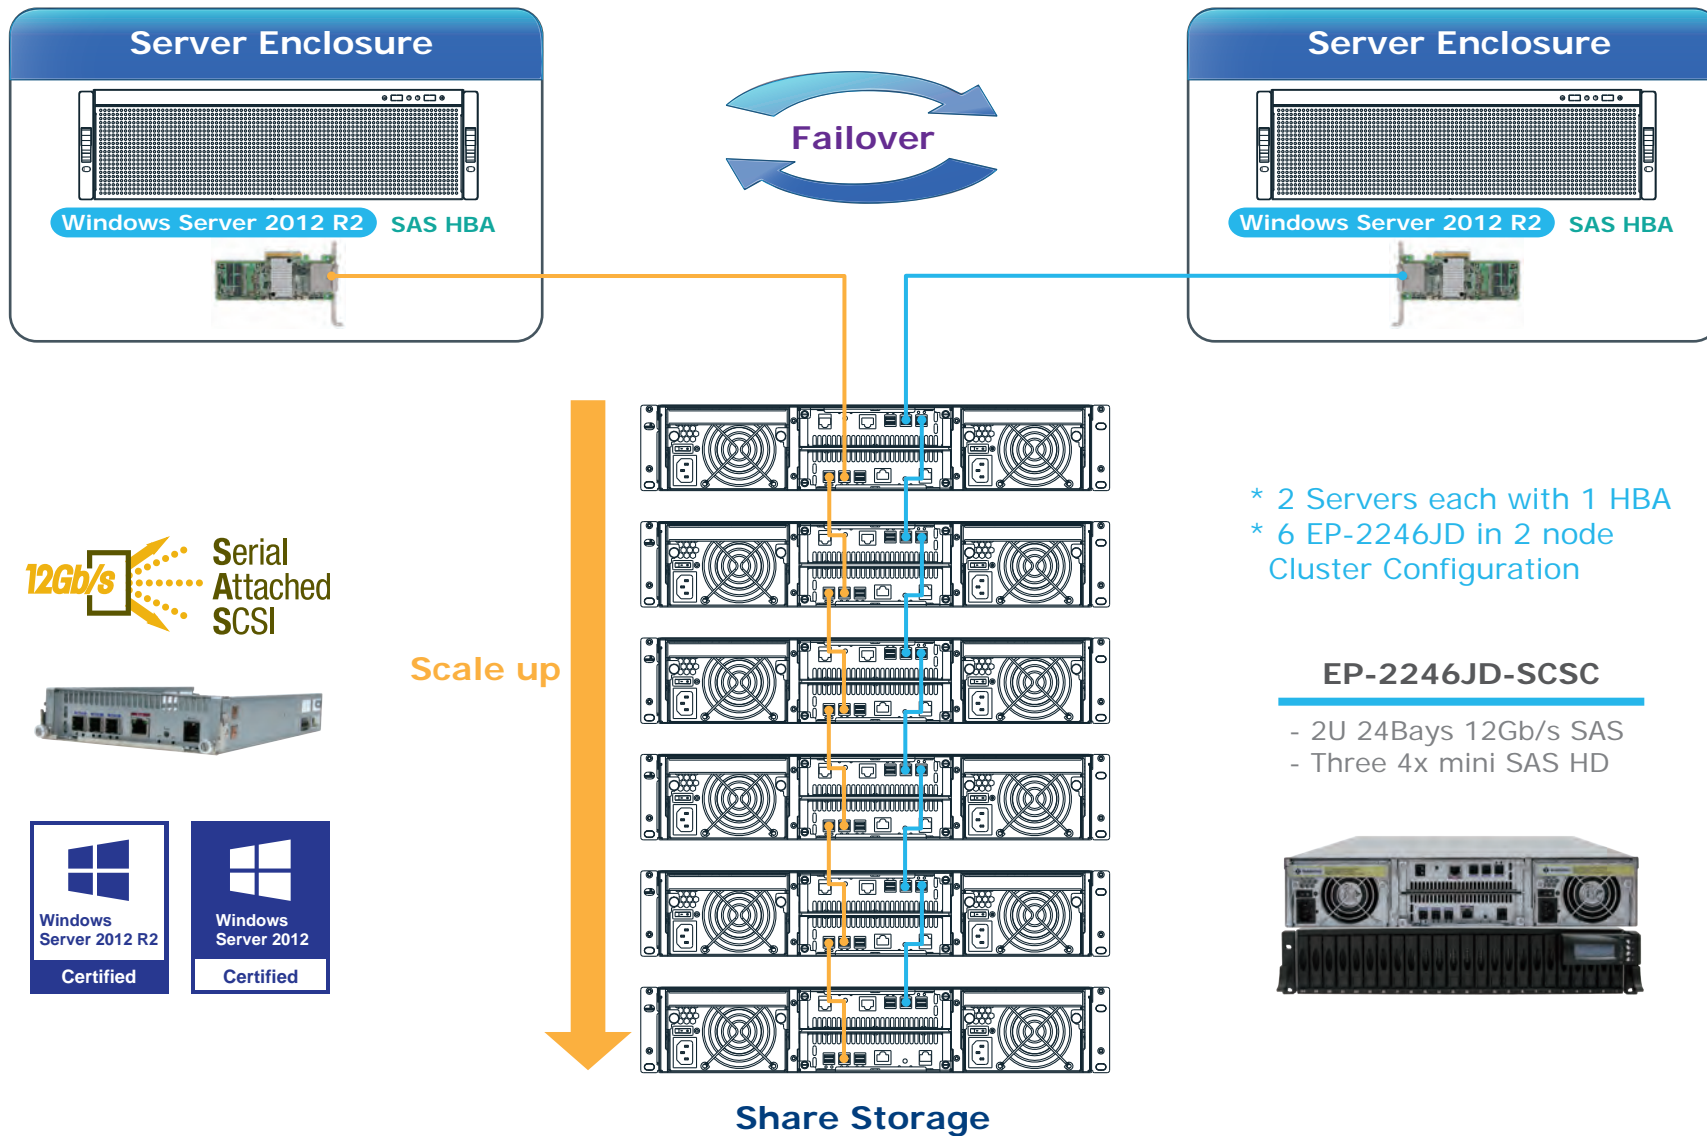 Server Enclosure
Server Enclosure
Failover
Windows Server 2012 R2 SAS HBA
Windows Server 2012 R2 SAS HBA
* 2 Servers each with 1 HBA
* 6 EP-2246JD in 2 node
Cluster Configuration
12Gb/s
Serial
Attached
SCSI
Scale up
EP-2246JD-SCSC
- 2U 24Bays 12Gb/s SAS
- Three 4x mini SAS HD
Windows
Server 2012 R2
Certified
Windows
Server 2012
Certified
Share Storage